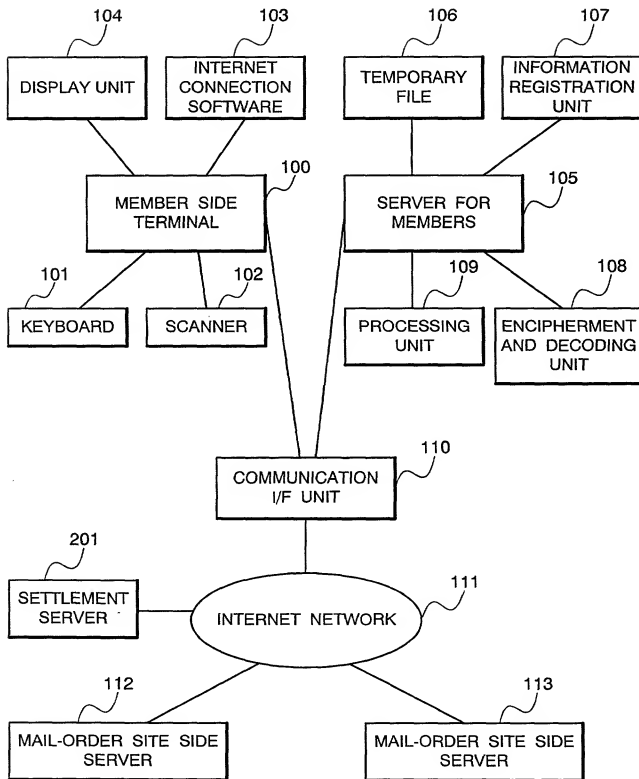 104
103
106
107
DISPLAY UNIT
INTERNET
CONNECTION
SOFTWARE
TEMPORARY
FILE
INFORMATION
REGISTRATION
UNIT
100
105
MEMBER SIDE
TERMINAL
SERVER FOR
MEMBERS
101
102
109
108
KEYBOARD
SCANNER
PROCESSING
UNIT
ENCIPHERMENT
AND DECODING
UNIT
110
COMMUNICATION
I/F UNIT
201
111
SETTLEMENT
SERVER
INTERNET NETWORK
112
113
MAIL-ORDER SITE SIDE
SERVER
MAIL-ORDER SITE SIDE
SERVER